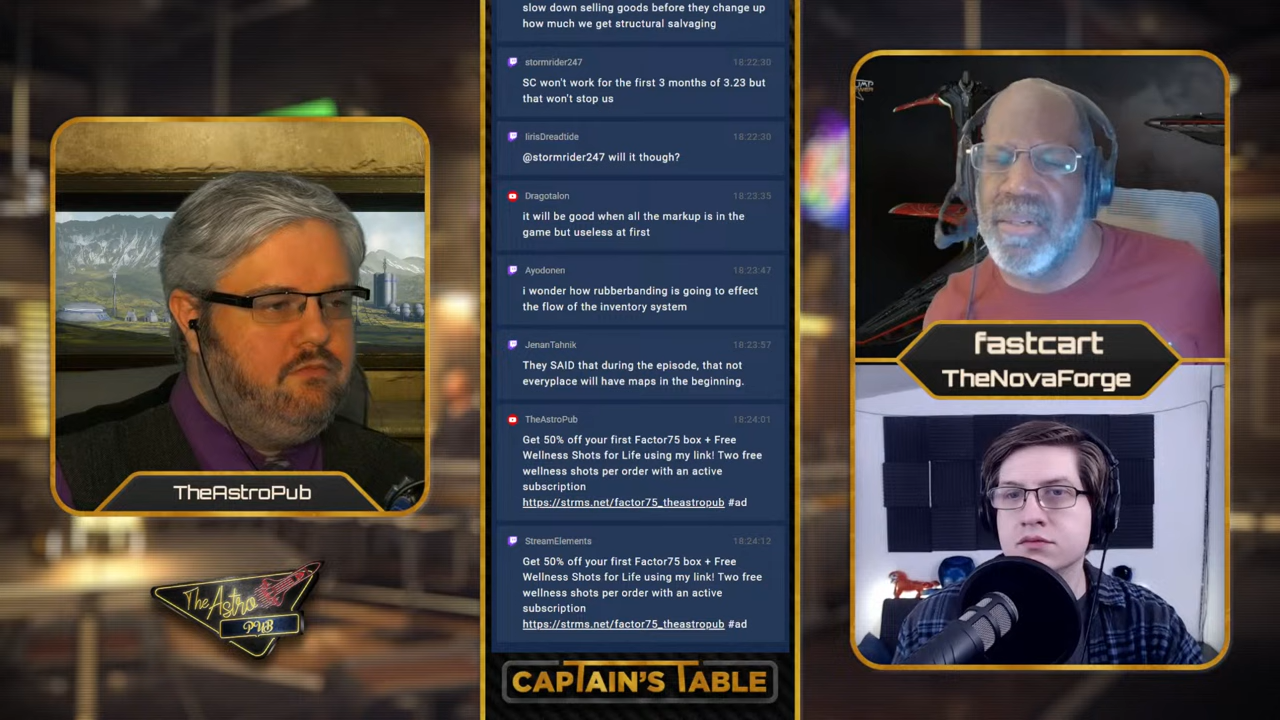 slow down selling goods before they change up
how much we get structural salvaging
stormrider247 18:22:30
SC won't work for the first 3 months of 3.23 but
that won't stop us
IirisDreadtide 18:22:30
@stormrider247 will it though?
Dragotalon 18:23:35
it will be good when all the markup is in the
game but useless at first
Ayodonen 18:23:47
i wonder how rubberbanding is going to effect
the flow of the inventory system
JenanTahnik 18:23:57
They SAID that during the episode, that not
everyplace will have maps in the beginning.
TheAstroPub 18:24:01
Get 50% off your first Factor75 box + Free
Wellness Shots for Life using my link! Two free
wellness shots per order with an active
subscription
https://strms.net/factor75_theastropub #ad
StreamElements 18:24:12
Get 50% off your first Factor75 box + Free
Wellness Shots for Life using my link! Two free
wellness shots per order with an active
subscription
https://strms.net/factor75_theastropub #ad
CAPTAIN'S TABLE
TheAstroPub
The Astro
PUB
fastcart
TheNovaForge